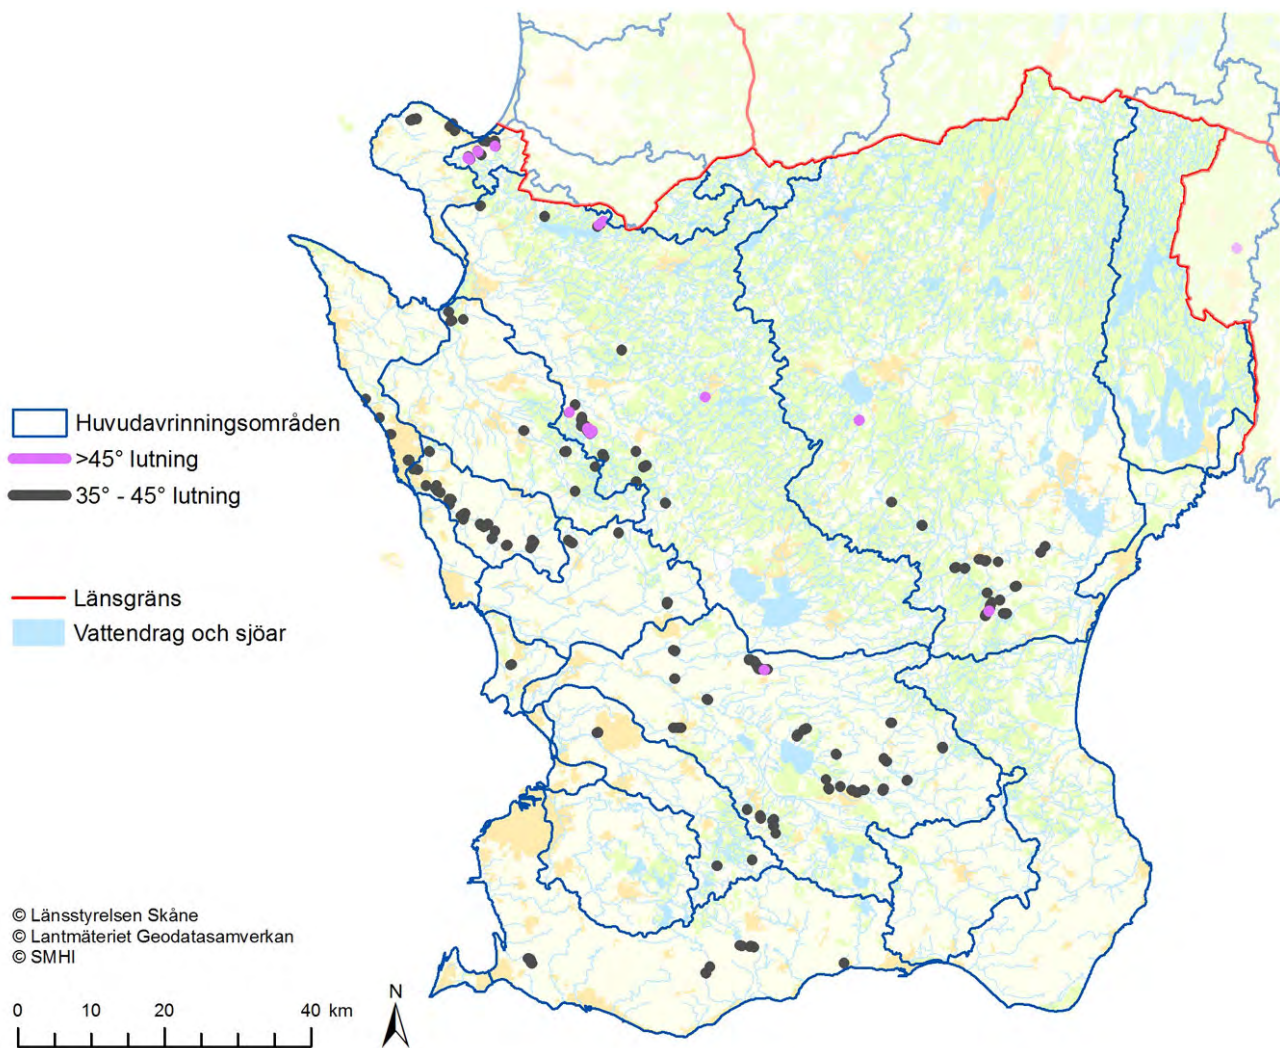 Huvudavrinningsområden
>45° lutning
35° - 45° lutning
Länsgräns
Vattendrag och sjöar
© Länsstyrelsen Skåne
© Lantmäteriet Geodatasamverkan
© SMHI
0 10 20 40 km
N